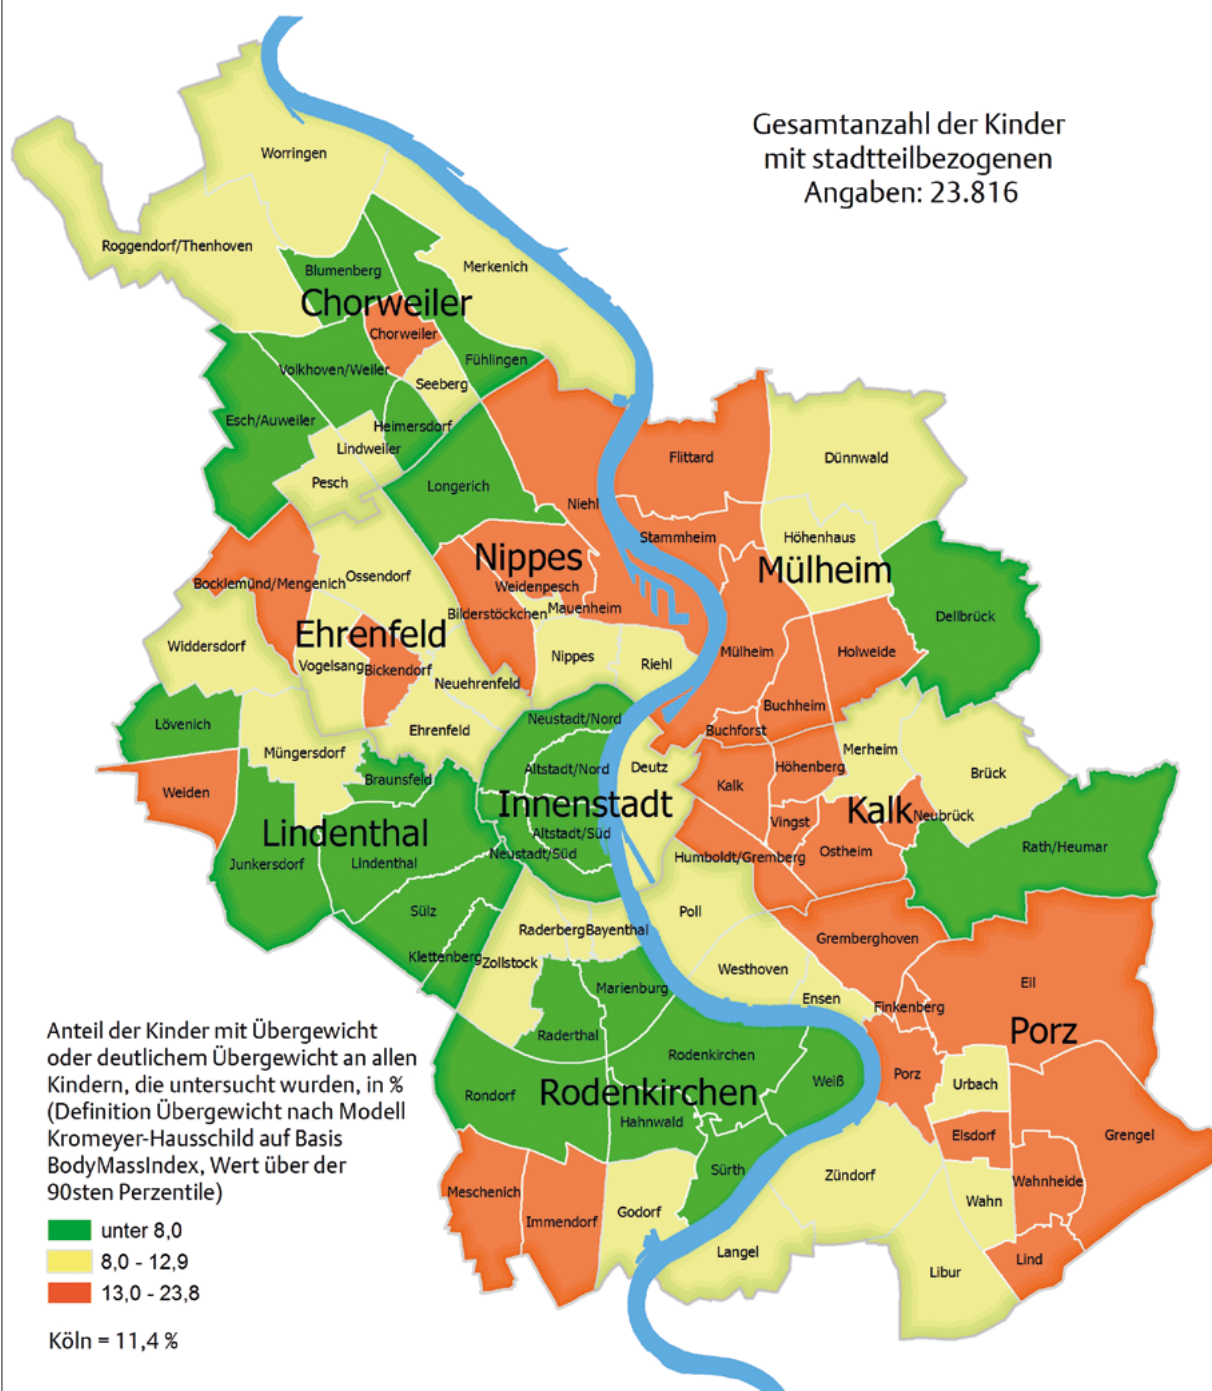 Gesamtanzahl der Kinder
mit stadtteilbezogenen
Angaben: 23.816
Worringen
Roggendorf/Thenhoven
Blumenberg
Merkenich
Chorweiler
Chorweiler
Volkhoven/Weiler
Fühlingen
Seeberg
Esch/Auweiler
Heimersdorf
Lindweiler
Pesch
Longerich
Niehl
Flittard
Dünnwald
Stammheim
Höhenhaus
Nippes
Mülheim
Weidenpesch
Bocklemünd/Mengenich
Ossendorf
Bilderstöckchen
Mauenheim
Dellbrück
Ehrenfeld
Widdersdorf
Vogelsang
Bickendorf
Nippes
Riehl
Mülheim
Holweide
Neuehrenfeld
Buchheim
Lövenich
Neustadt/Nord
Ehrenfeld
Buchforst
Müngersdorf
Merheim
Altstadt/Nord
Deutz
Höhenberg
Brück
Braunsfeld
Weiden
Kalk
Innenstadt
Kalk
Neubrück
Vingst
Lindenthal
Altstadt/Süd
Neustadt/Süd
Junkersdorf
Lindenthal
Humboldt/Gremberg
Ostheim
Rath/Heumar
Sülz
Poll
Raderberg
Bayenthal
Gremberghoven
Klettenberg
Zollstock
Westhoven
Marienburg
Ensen
Eil
Finkenberg
Raderthal
Porz
Rodenkirchen
Porz
Weiß
Urbach
Rondorf
Rodenkirchen
Hahnwald
Elsdorf
Grengel
Sürth
Zündorf
Meschenich
Wahnheide
Wahn
Immendorf
Godorf
Langel
Libur
Lind
Anteil der Kinder mit Übergewicht
oder deutlichem Übergewicht an allen
Kindern, die untersucht wurden, in %
(Definition Übergewicht nach Modell
Kromeyer-Hausschild auf Basis
BodyMassIndex, Wert über der
90sten Perzentile)
unter 8,0
8,0 - 12,9
13,0 - 23,8
Köln = 11,4 %